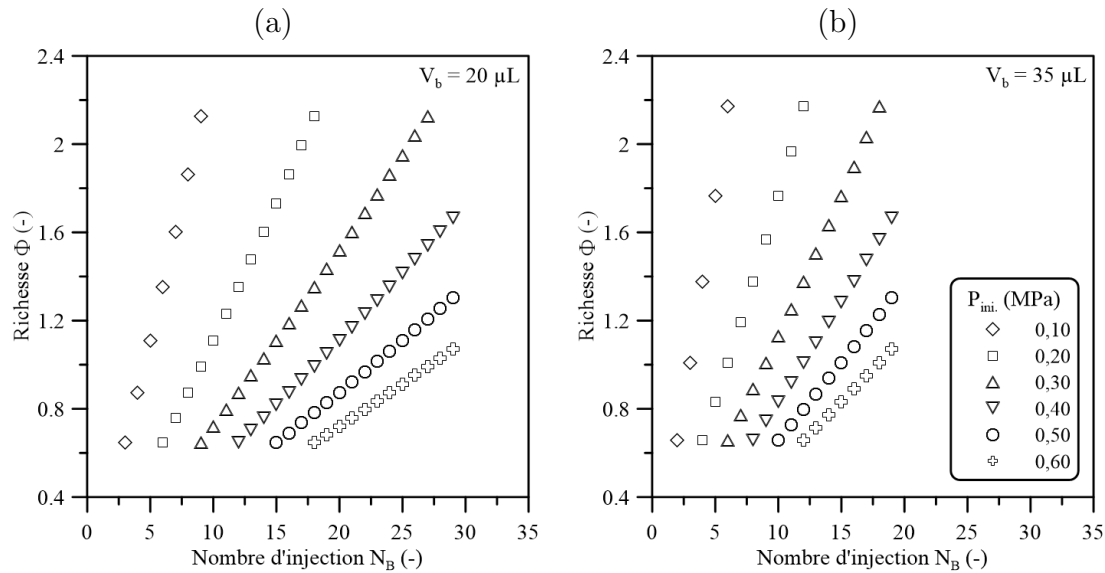 (a)
V_b = 20 µL
Richesse Φ (-)
2.4
2
1.6
1.2
0.8
0.4
0 5 10 15 20 25 30 35
Nombre d'injection N_B (-)
(b)
V_b = 35 µL
Richesse Φ (-)
2.4
2
1.6
1.2
0.8
0.4
0 5 10 15 20 25 30 35
Nombre d'injection N_B (-)
P_ini. (MPa)
0,10
0,20
0,30
0,40
0,50
0,60